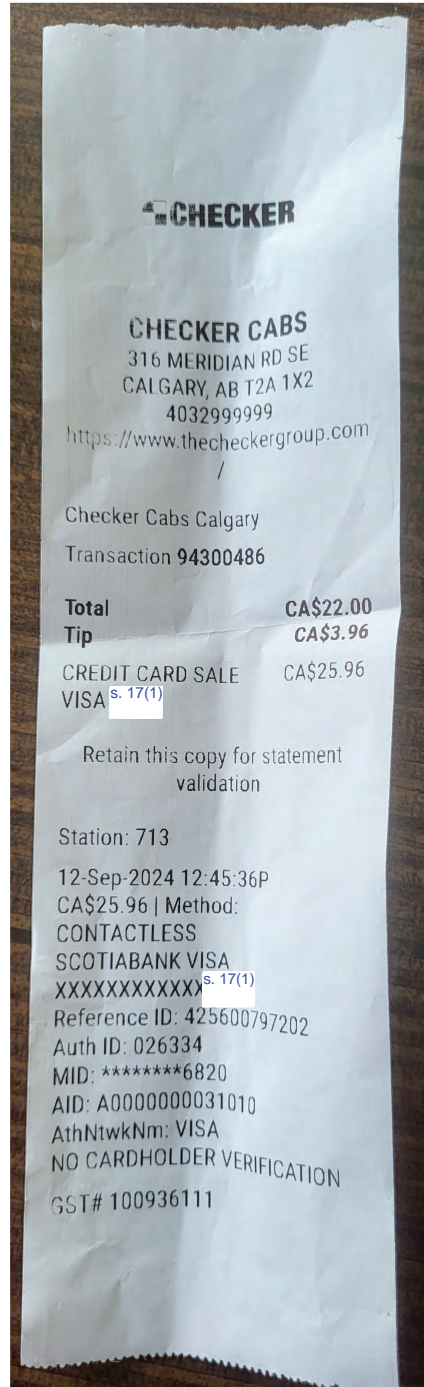 CHECKER
CHECKER CABS
316 MERIDIAN RD SE
CALGARY, AB T2A 1X2
4032999999
https://www.thecheckergroup.com
/
Checker Cabs Calgary
Transaction 94300486
Total CA$22.00
Tip CA$3.96
CREDIT CARD SALE CA$25.96
VISA s. 17(1)
Retain this copy for statement
validation
Station: 713
12-Sep-2024 12:45:36P
CA$25.96 | Method:
CONTACTLESS
SCOTIABANK VISA
XXXXXXXXXXXX s. 17(1)
Reference ID: 425600797202
Auth ID: 026334
MID: ********6820
AID: A0000000031010
AthNtwkNm: VISA
NO CARDHOLDER VERIFICATION
GST# 100936111